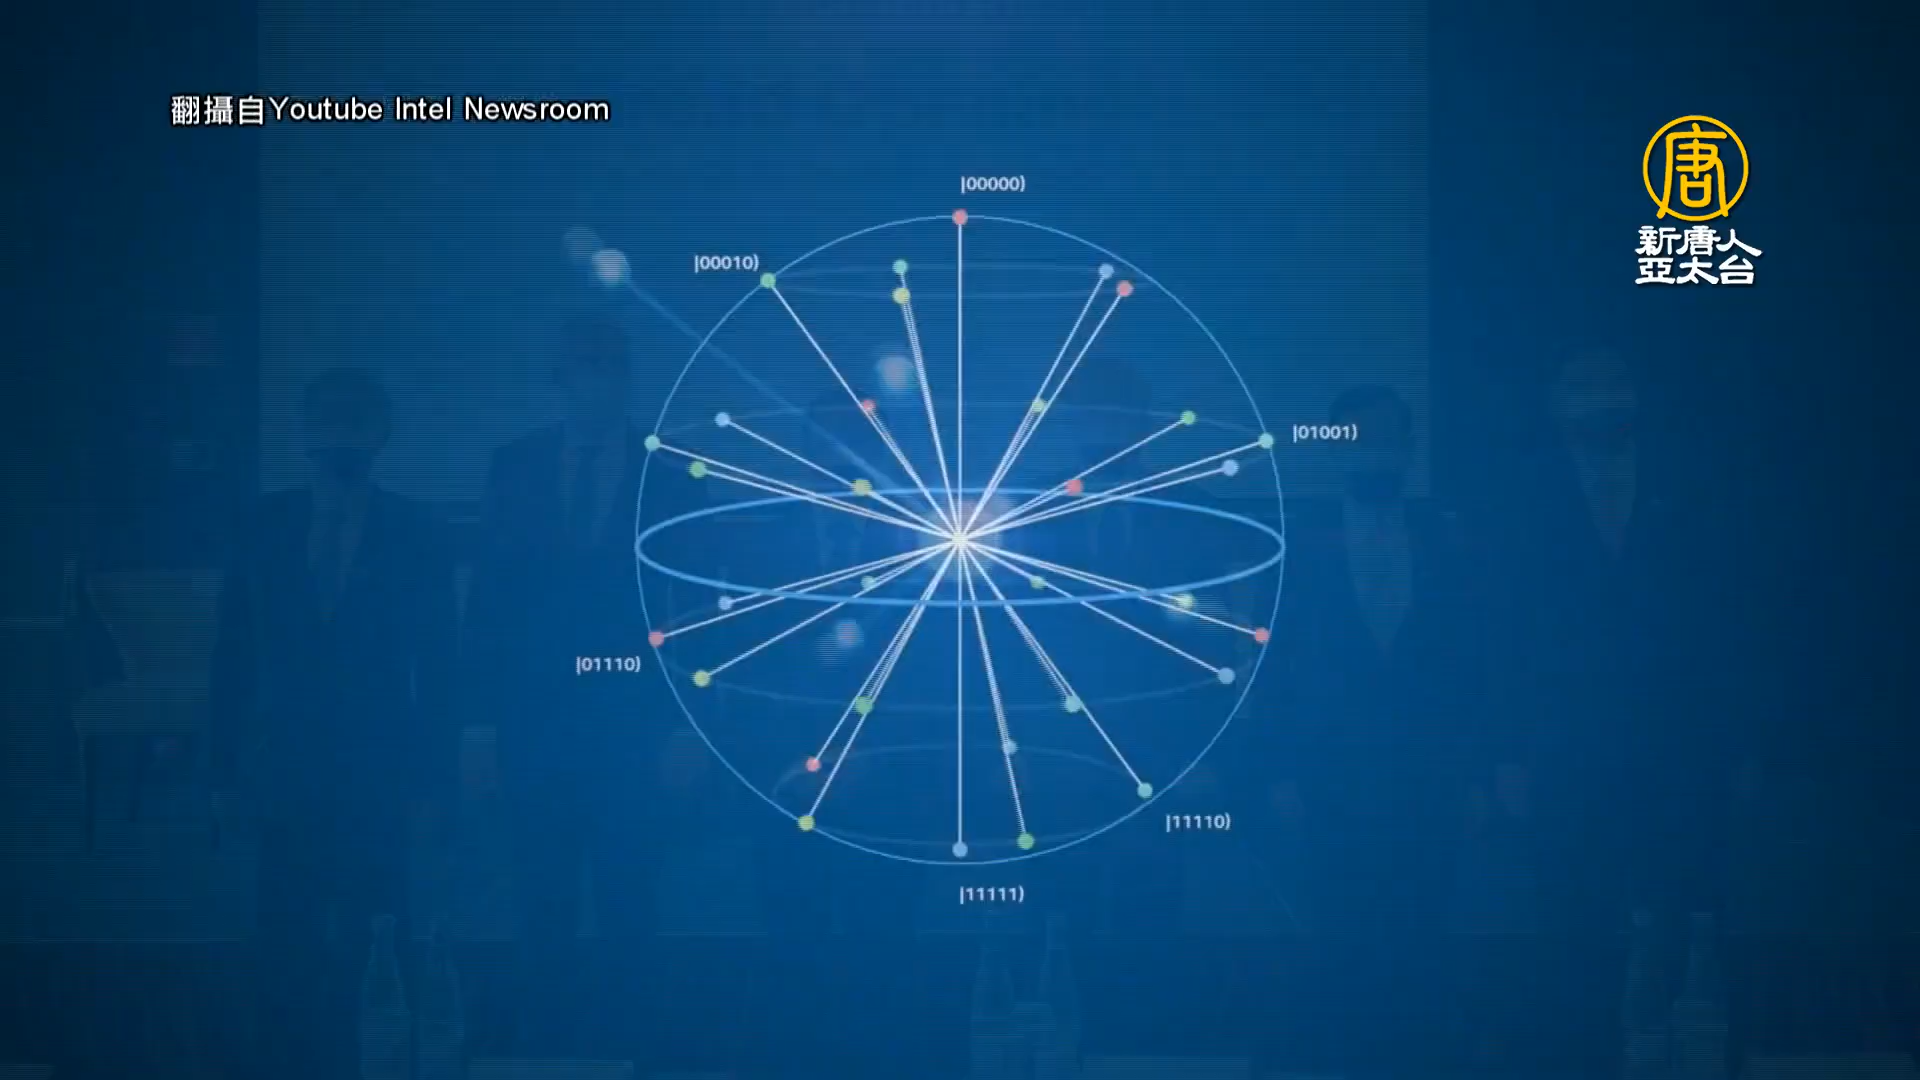 翻攝自Youtube Intel Newsroom
|00000)
|00010)
|01001)
|01110)
|11110)
|11111)
唐
新唐人
亞太台